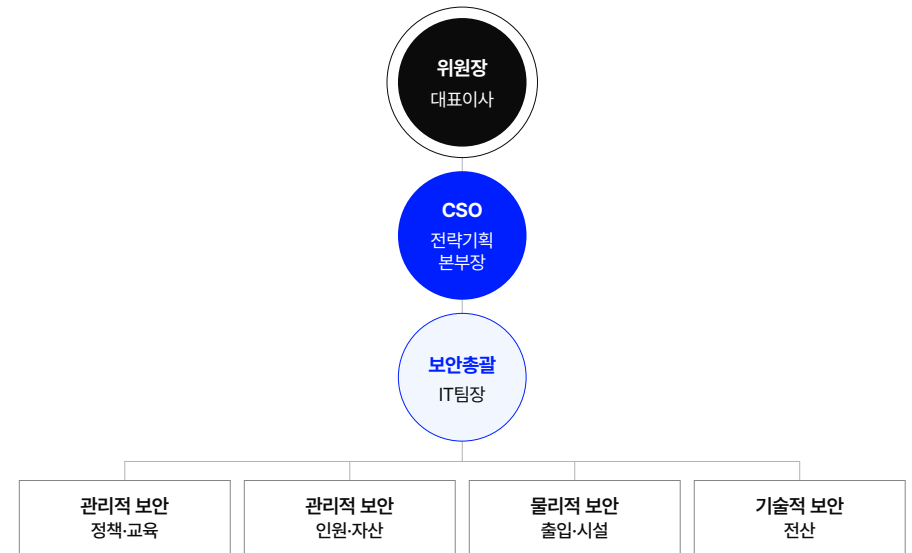 위원장
대표이사
CSO
전략기획
본부장
보안총괄
IT팀장
관리적 보안
정책·교육
관리적 보안
인원·자산
물리적 보안
출입·시설
기술적 보안
전산